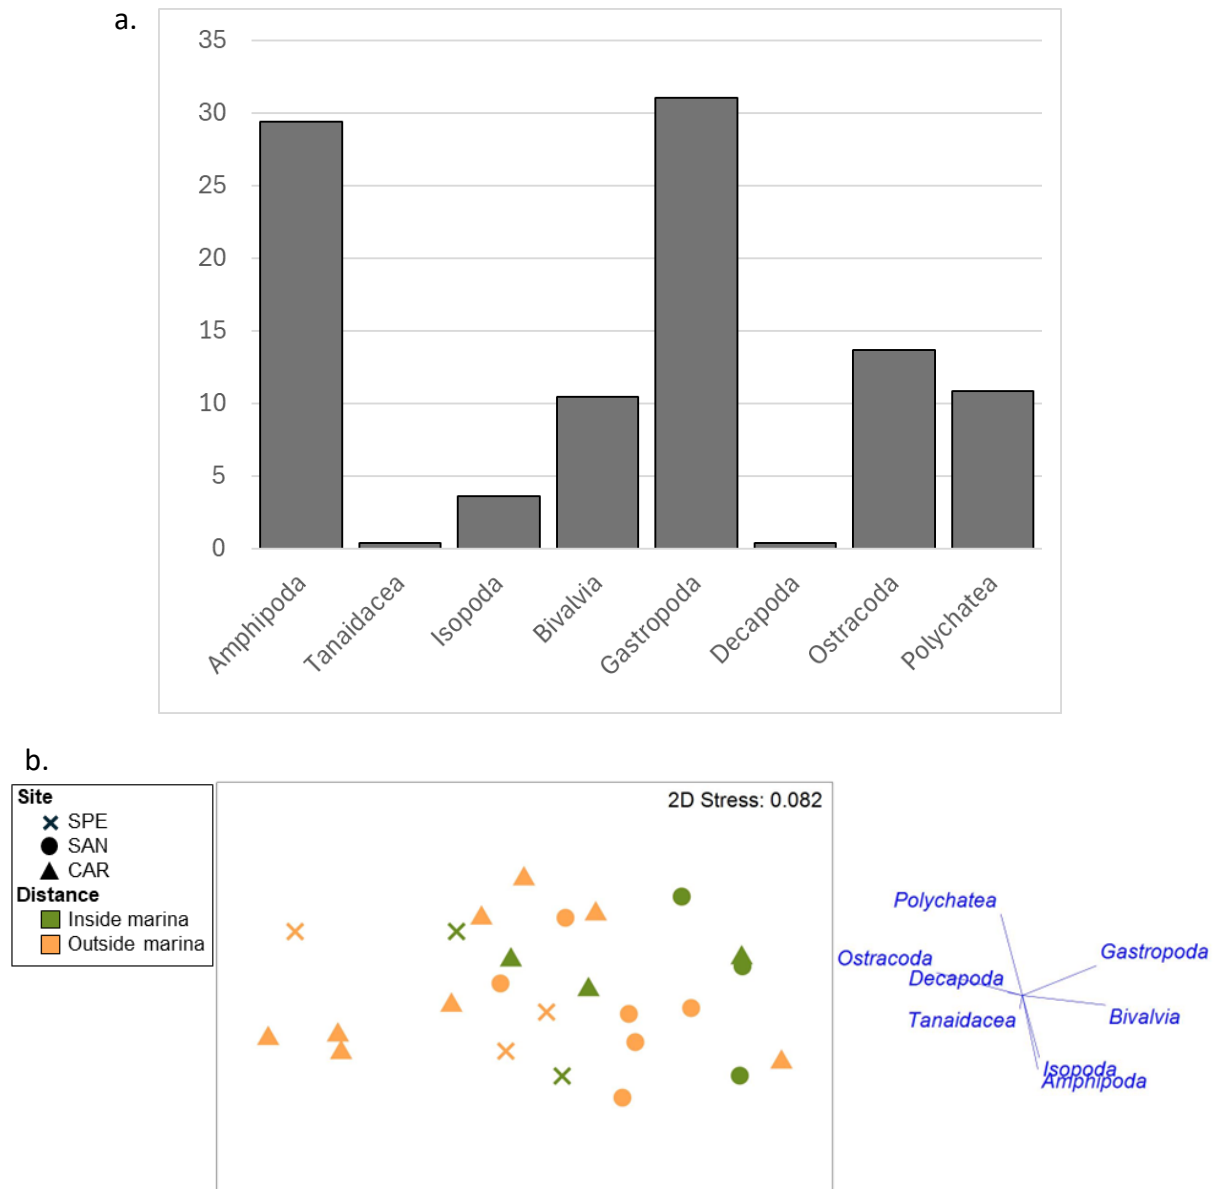 a.
35
30
25
20
15
10
5
0
Amphipoda
Tanaidacea
Isopoda
Bivalvia
Gastropoda
Decapoda
Ostracoda
Polychatea
b.
Site
SPE
SAN
CAR
Distance
Inside marina
Outside marina
2D Stress: 0.082
Polychatea
Gastropoda
Ostracoda
Decapoda
Tanaidacea
Bivalvia
Isopoda
Amphipoda